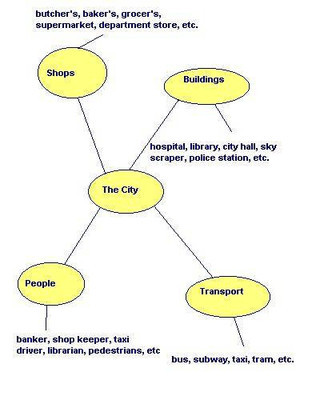 butcher's, baker's, grocer's,
supermarket, department store, etc.
Shops
Buildings
hospital, library, city hall, sky
scraper, police station, etc.
The City
People
Transport
banker, shop keeper, taxi
driver, librarian, pedestrians, etc
bus, subway, taxi, tram, etc.